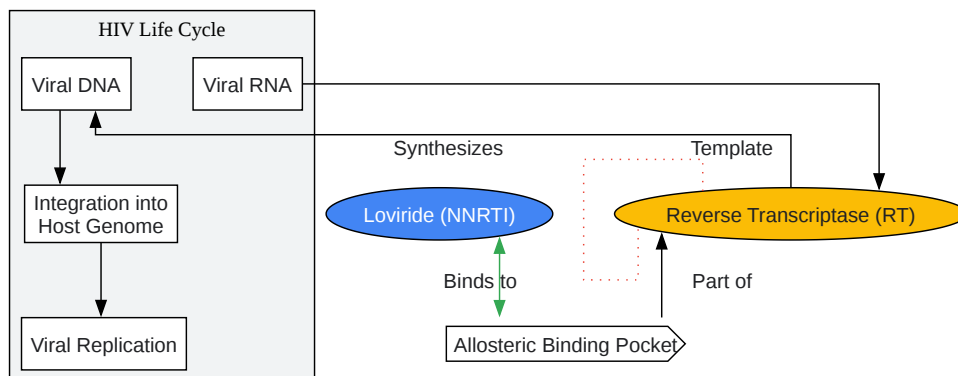 HIV Life Cycle
Viral DNA
Viral RNA
Synthesizes
Template
Integration into
Host Genome
Loviride (NNRTI)
Reverse Transcriptase (RT)
Binds to
Part of
Viral Replication
Allosteric Binding Pocket